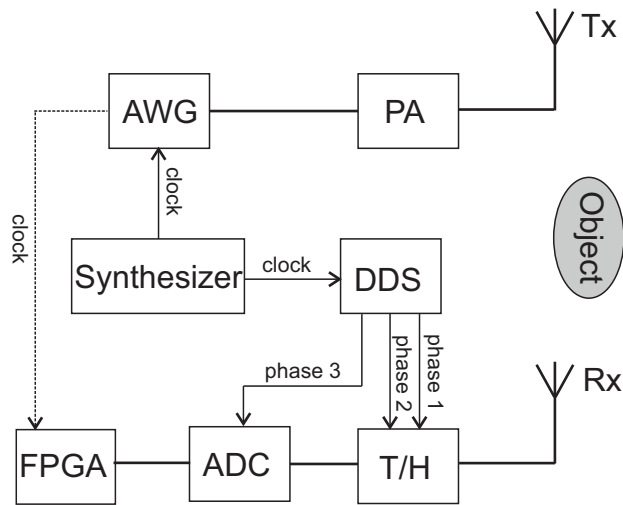 Tx
AWG
PA
clock
clock
Object
Synthesizer
clock
DDS
phase 3
phase 2
phase 1
Rx
FPGA
ADC
T/H